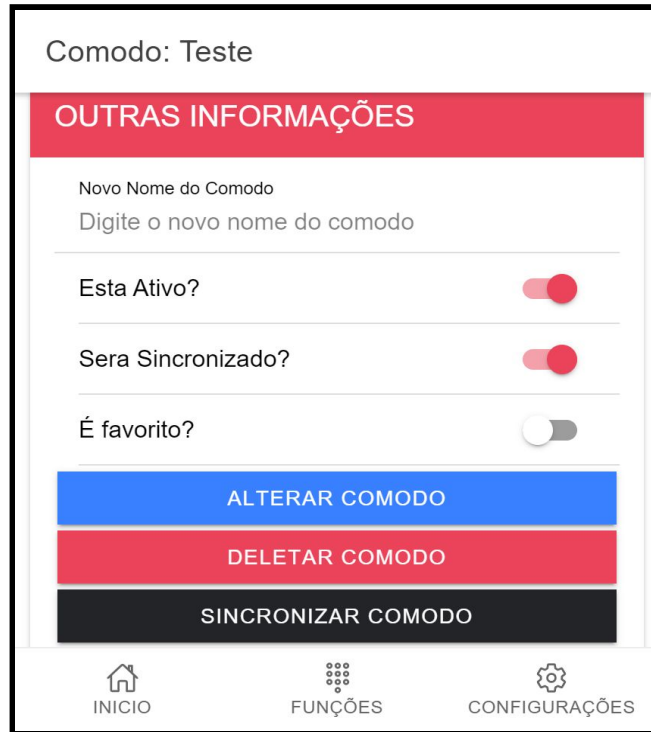 Comodo: Teste
OUTRAS INFORMAÇÕES
Novo Nome do Comodo
Digite o novo nome do comodo
Esta Ativo?
Sera Sincronizado?
É favorito?
ALTERAR COMODO
DELETAR COMODO
SINCRONIZAR COMODO
INICIO FUNÇÕES CONFIGURAÇÕES